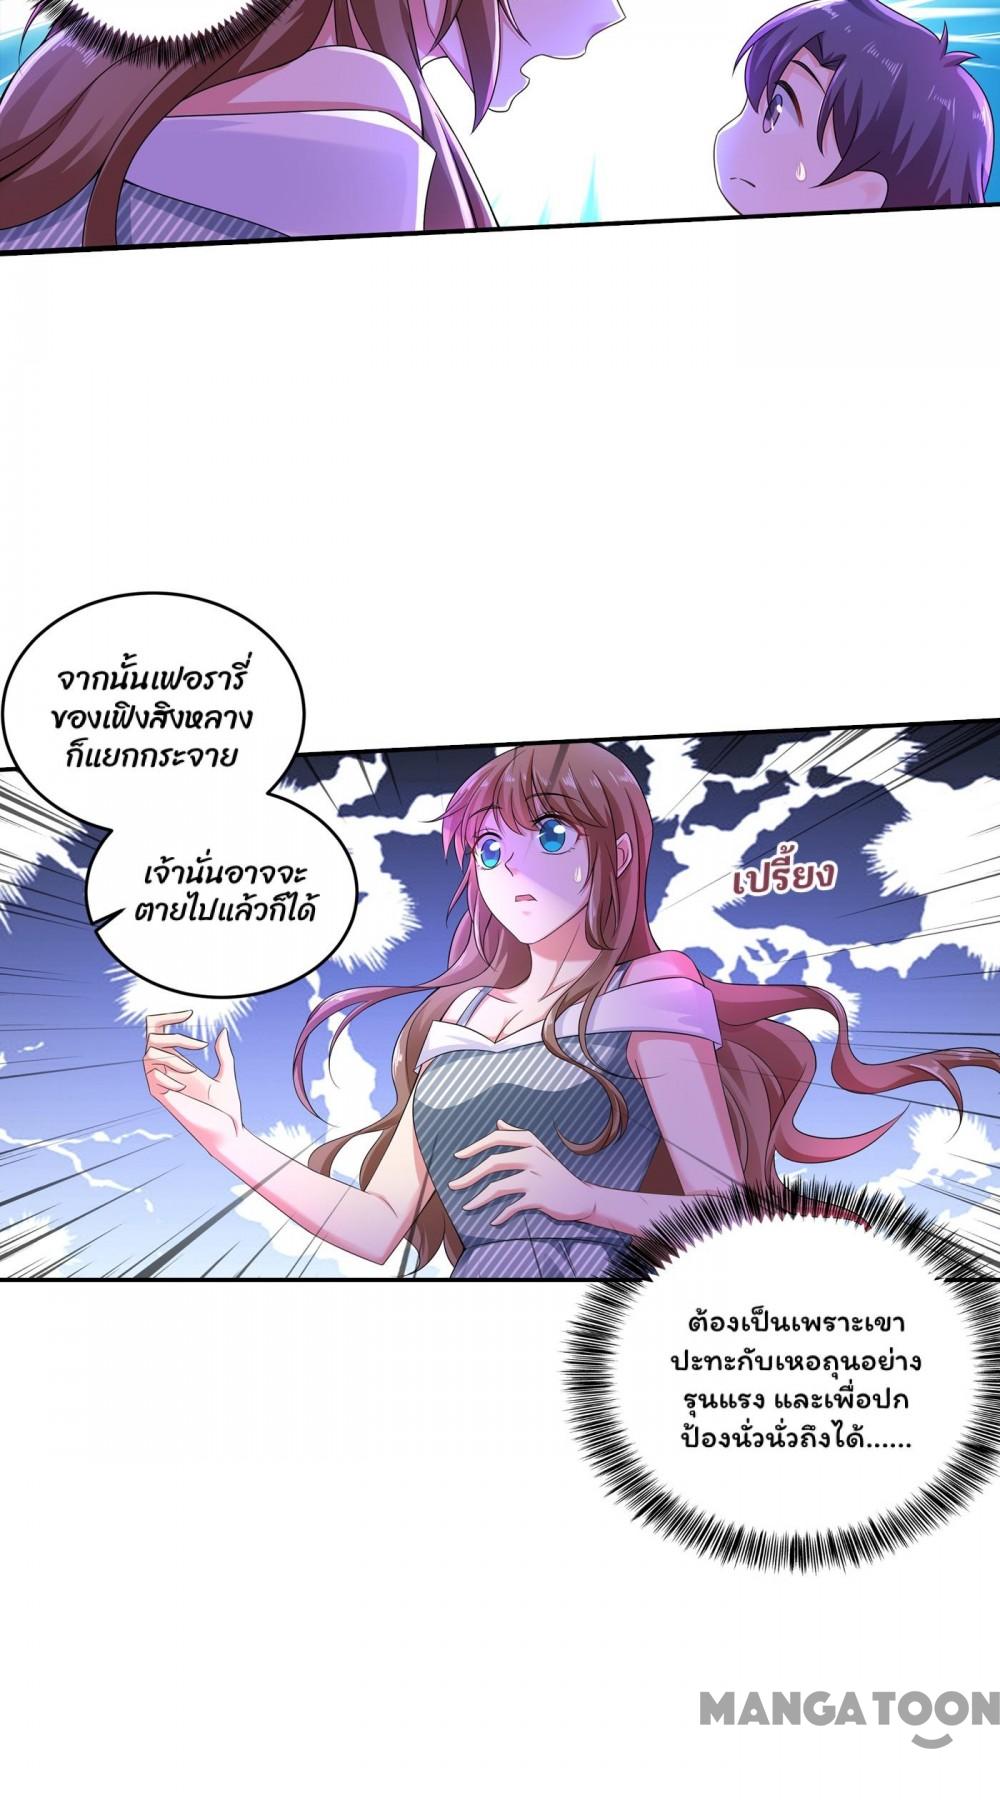 จากนั้นเฟอรารี่
ของเฟิงสิงหลาง
ก็แยกกระจาย
เจ้านั่นอาจจะ
ตายไปแล้วก็ได้
เปรี้ยง
ต้องเป็นเพราะเขา
ปะทะกับเหอถุนอย่าง
รุนแรง และเพื่อปก
ป้องนั่วนั่วถึงได้......
MANGATOON